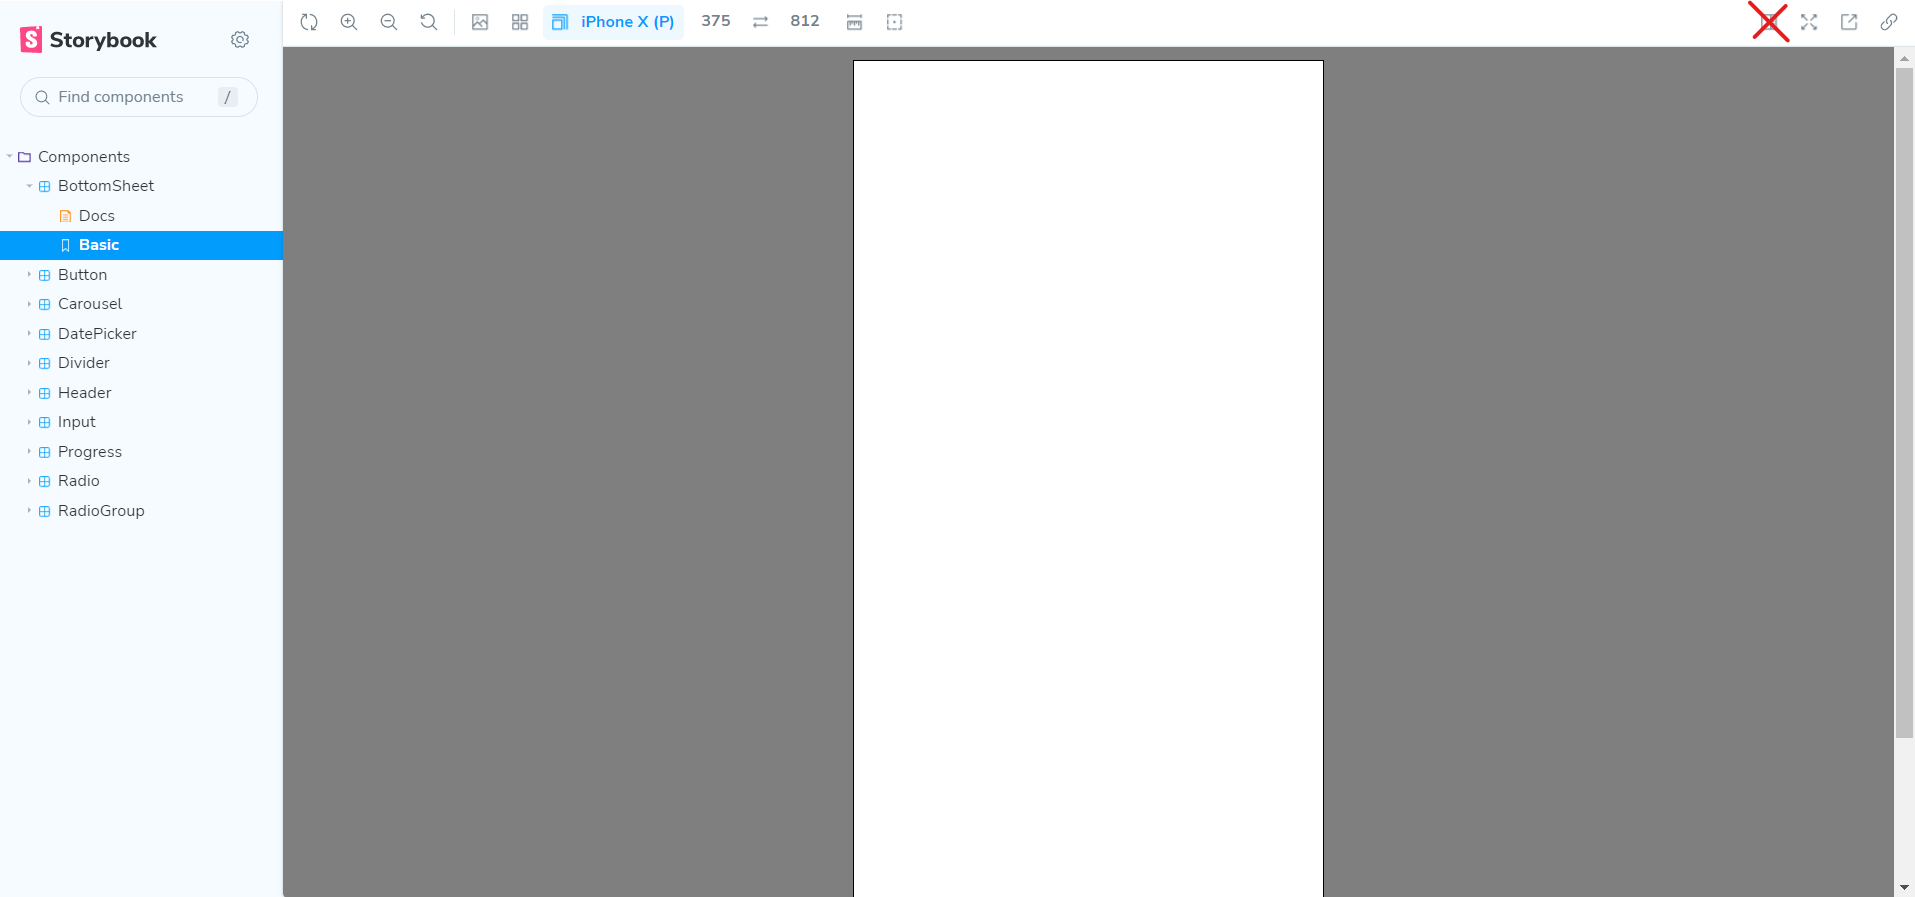 Storybook
Find components /
Components
BottomSheet
Docs
Basic
Button
Carousel
DatePicker
Divider
Header
Input
Progress
Radio
RadioGroup
iPhone X (P) 375 812